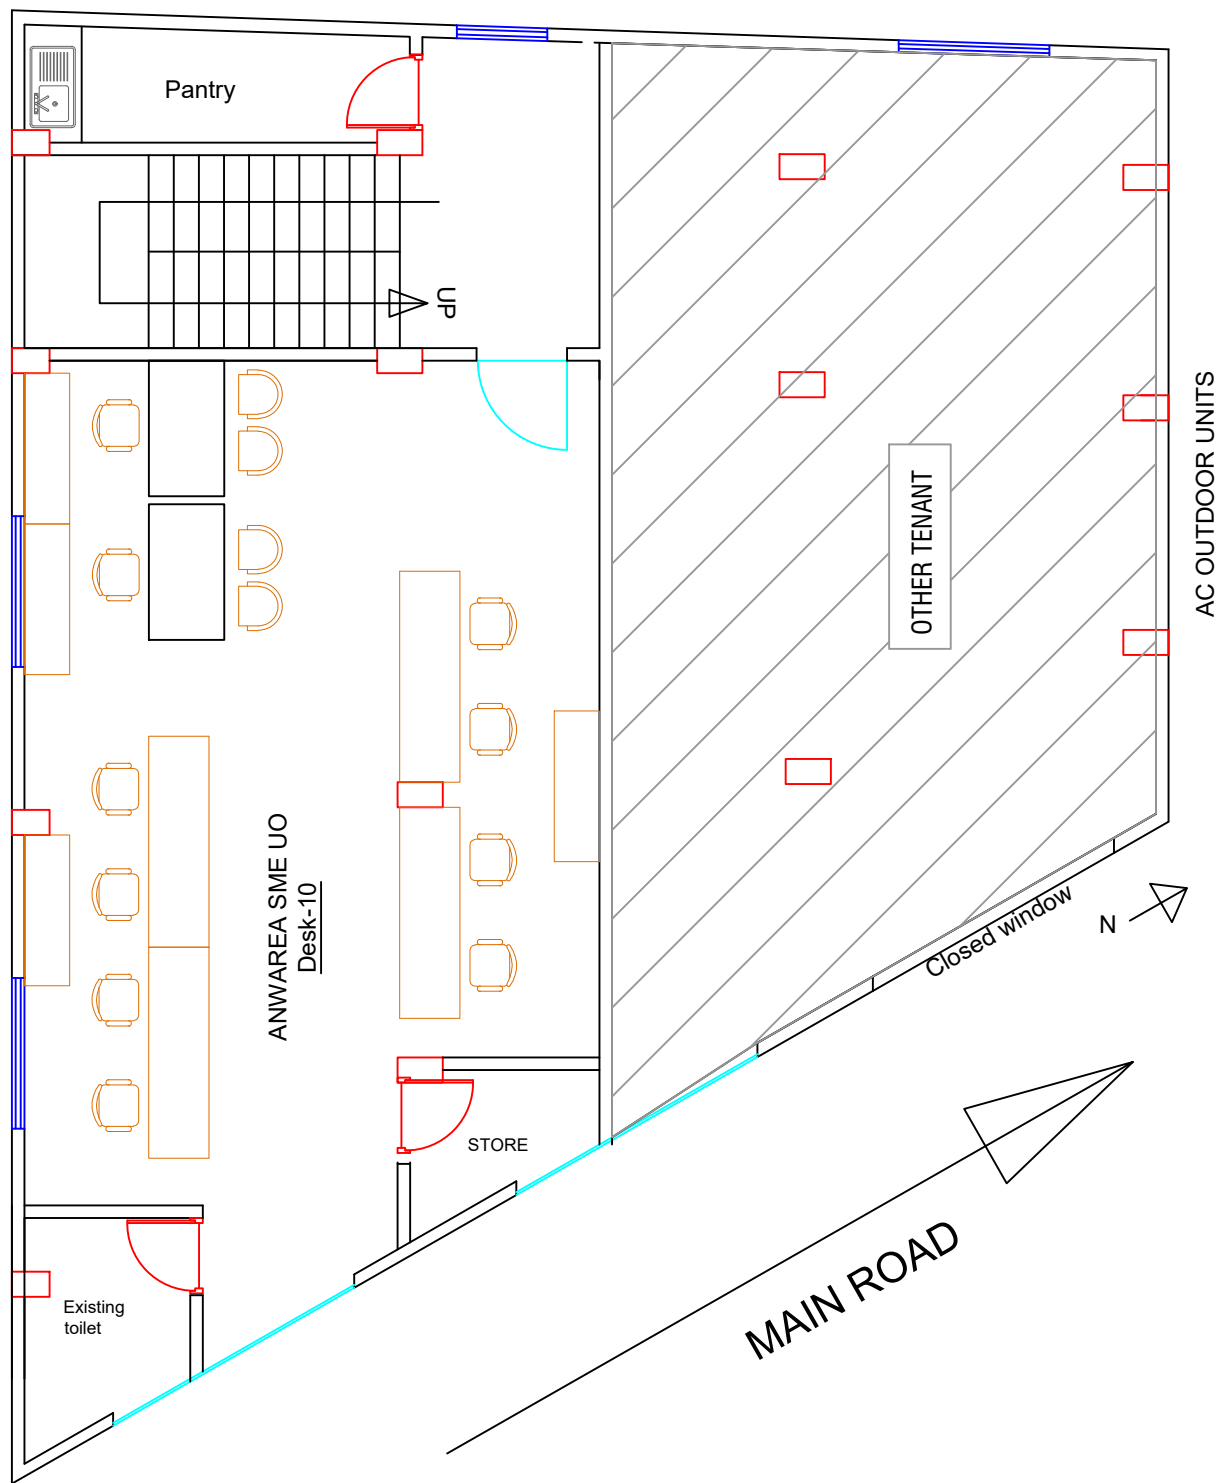 Pantry
UP
AC OUTDOOR UNITS
OTHER TENANT
ANWAREA SME UO
Desk-10
Closed window
N
STORE
MAIN ROAD
Existing
toilet